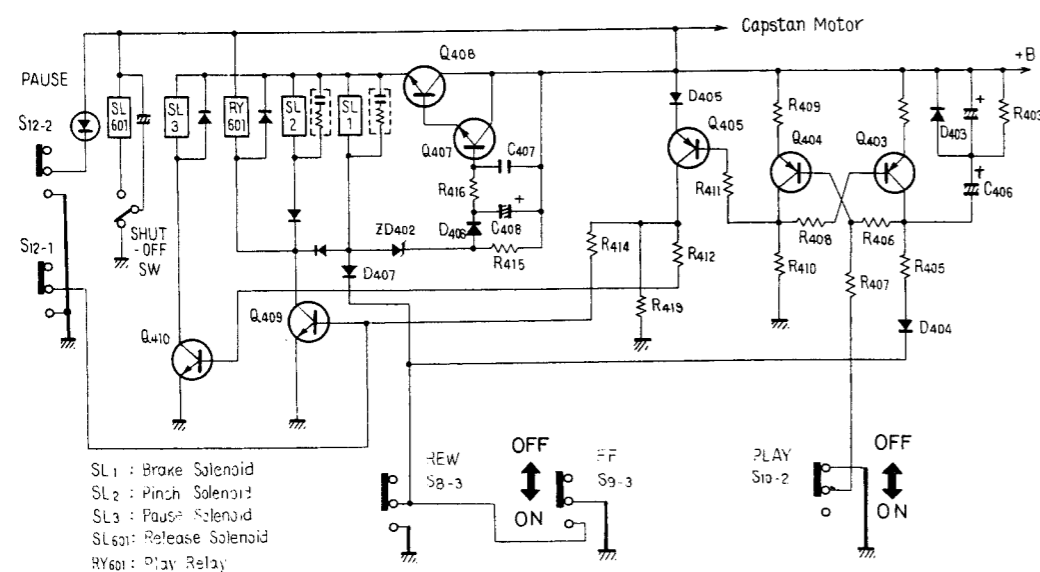 Capstan Motor
+B
PAUSE
S12-2
SL 601
SL 3
RY 601
SL 2
SL 1
Q408
Q407
C407
R416
C408
D406
R415
ZD402
D407
D405
Q405
R411
R409
Q404
Q403
D403
R403
C406
R408
R406
R410
R407
R405
D404
R414
R412
R419
S12-1
SHUT
-OFF
SW
Q410
Q409
SL1 : Brake Solenoid
SL2 : Pinch Solenoid
SL3 : Pause Solenoid
SL601: Release Solenoid
RY601 : Play Relay
REW
S8-3
OFF
ON
FF
S9-3
PLAY
S10-2
OFF
ON